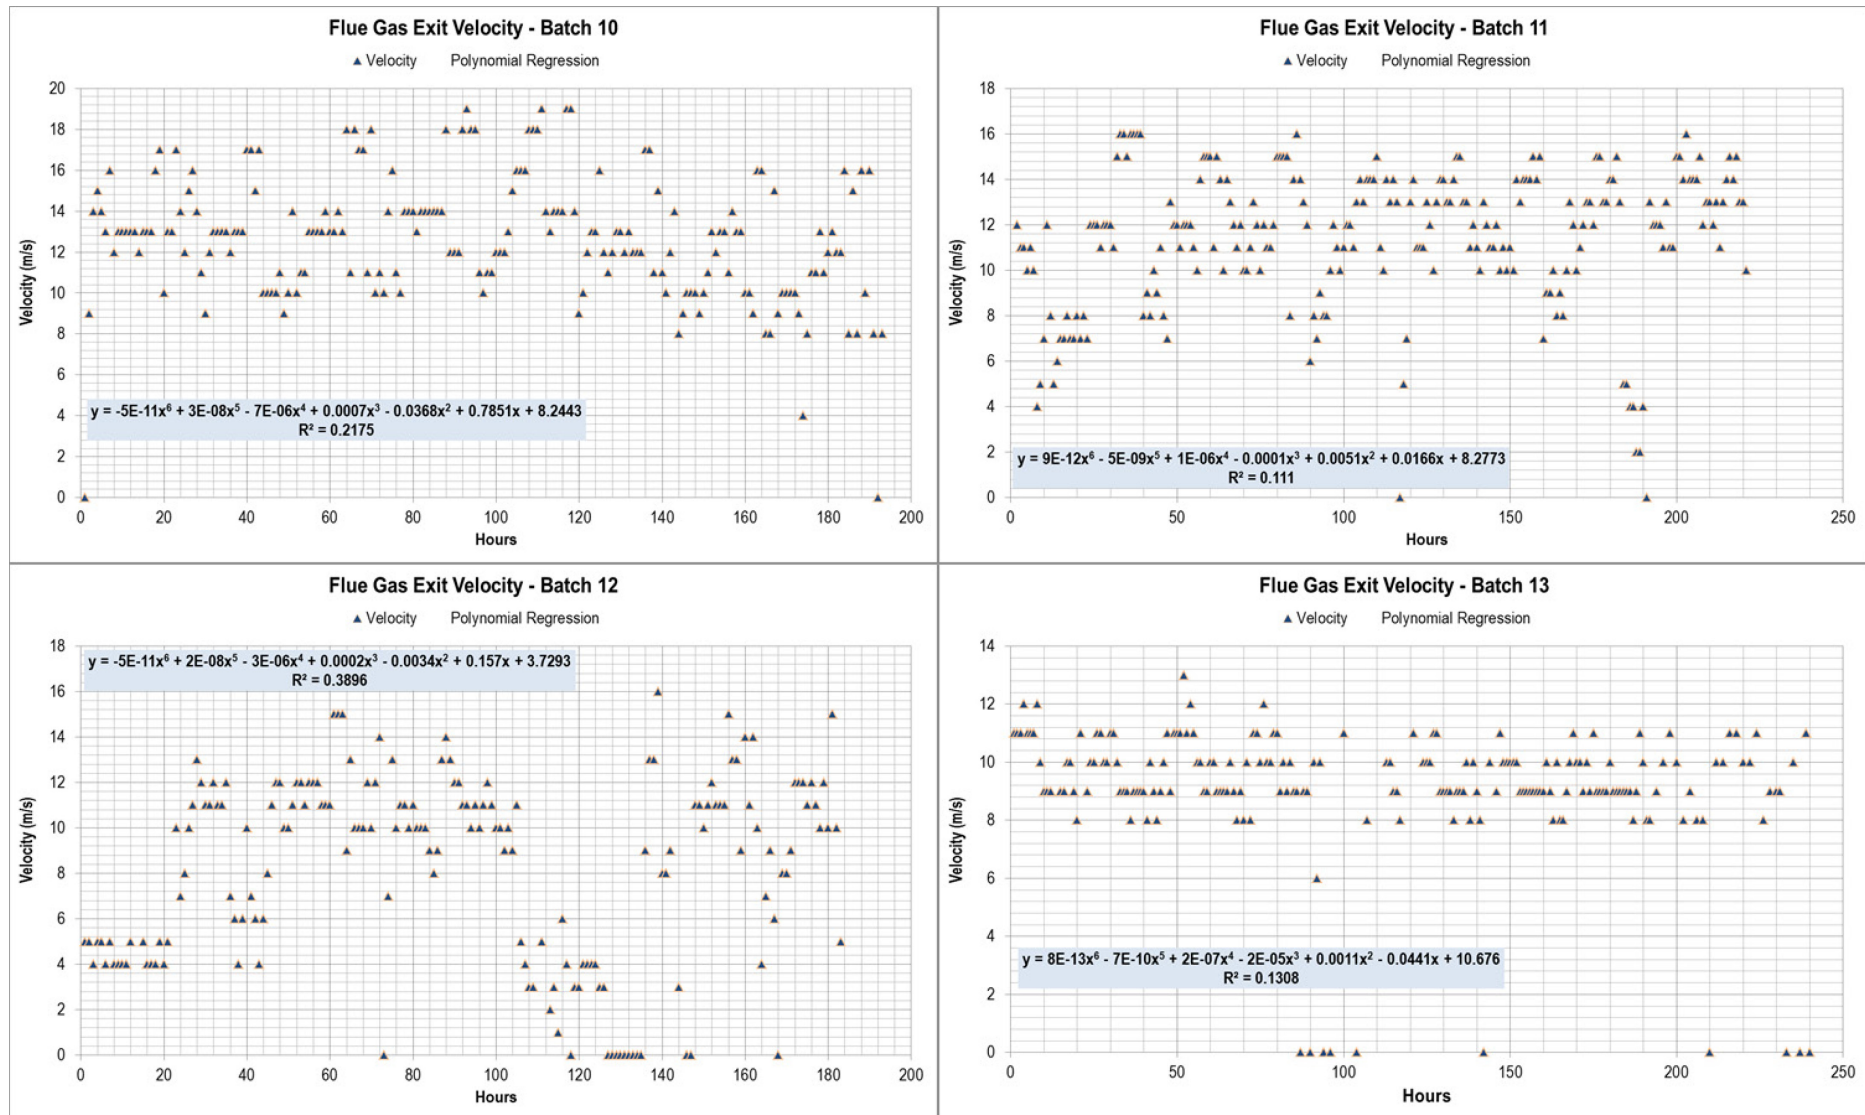 Flue Gas Exit Velocity - Batch 10
Velocity Polynomial Regression
20
18
16
14
12
10
8
6
4
2
0
Velocity (m/s)
y = -5E-11x⁶ + 3E-08x⁵ - 7E-06x⁴ + 0.0007x³ - 0.0368x² + 0.7851x + 8.2443
R² = 0.2175
0 20 40 60 80 100 120 140 160 180 200
Hours
Flue Gas Exit Velocity - Batch 11
Velocity Polynomial Regression
18
16
14
12
10
8
6
4
2
0
Velocity (m/s)
y = 9E-12x⁶ - 5E-09x⁵ + 1E-06x⁴ - 0.0001x³ + 0.0051x² + 0.0166x + 8.2773
R² = 0.111
0 50 100 150 200 250
Hours
Flue Gas Exit Velocity - Batch 12
Velocity Polynomial Regression
18
16
14
12
10
8
6
4
2
0
Velocity (m/s)
y = -5E-11x⁶ + 2E-08x⁵ - 3E-06x⁴ + 0.0002x³ - 0.0034x² + 0.157x + 3.7293
R² = 0.3896
0 20 40 60 80 100 120 140 160 180 200
Hours
Flue Gas Exit Velocity - Batch 13
Velocity Polynomial Regression
14
12
10
8
6
4
2
0
Velocity (m/s)
y = 8E-13x⁶ - 7E-10x⁵ + 2E-07x⁴ - 2E-05x³ + 0.0011x² - 0.0441x + 10.676
R² = 0.1308
0 50 100 150 200 250
Hours